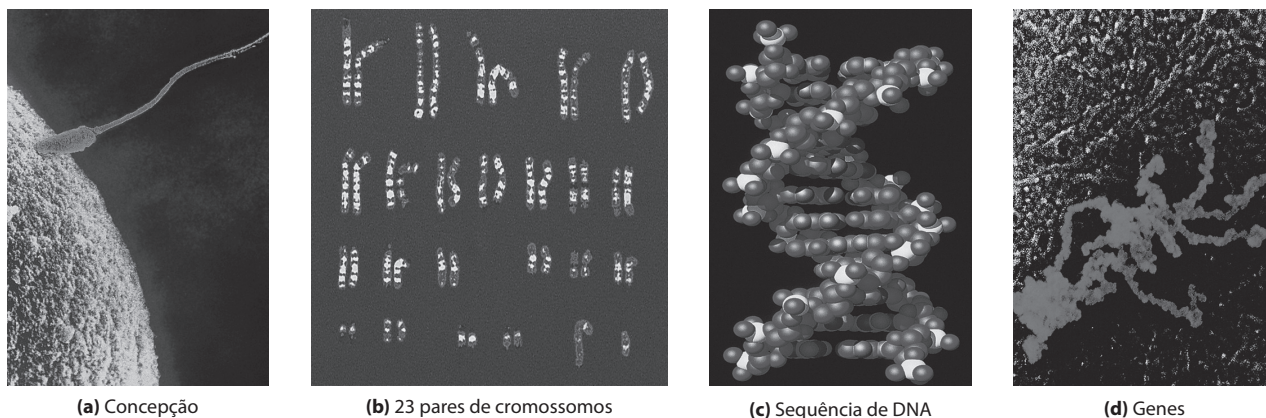 (a) Concepção
(b) 23 pares de cromossomos
(c) Sequência de DNA
(d) Genes